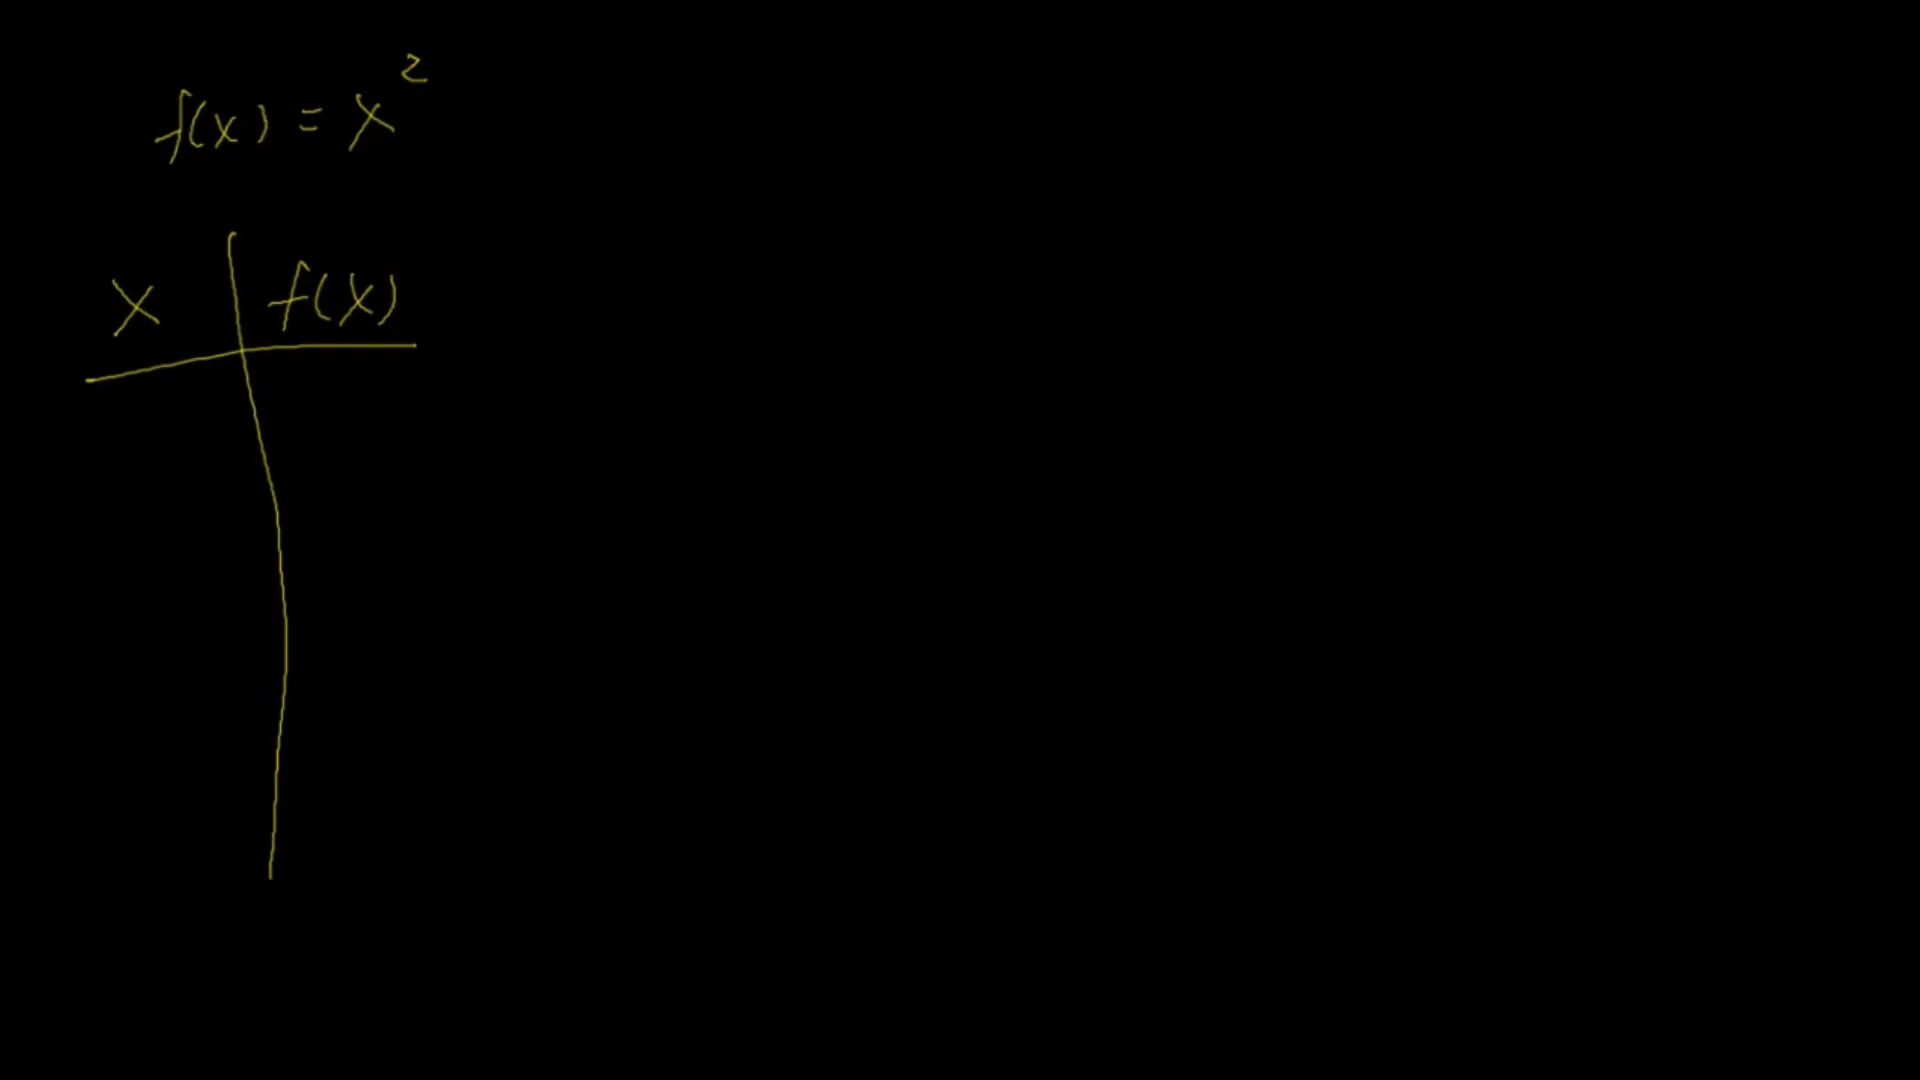 f(x) = x²
x f(x)